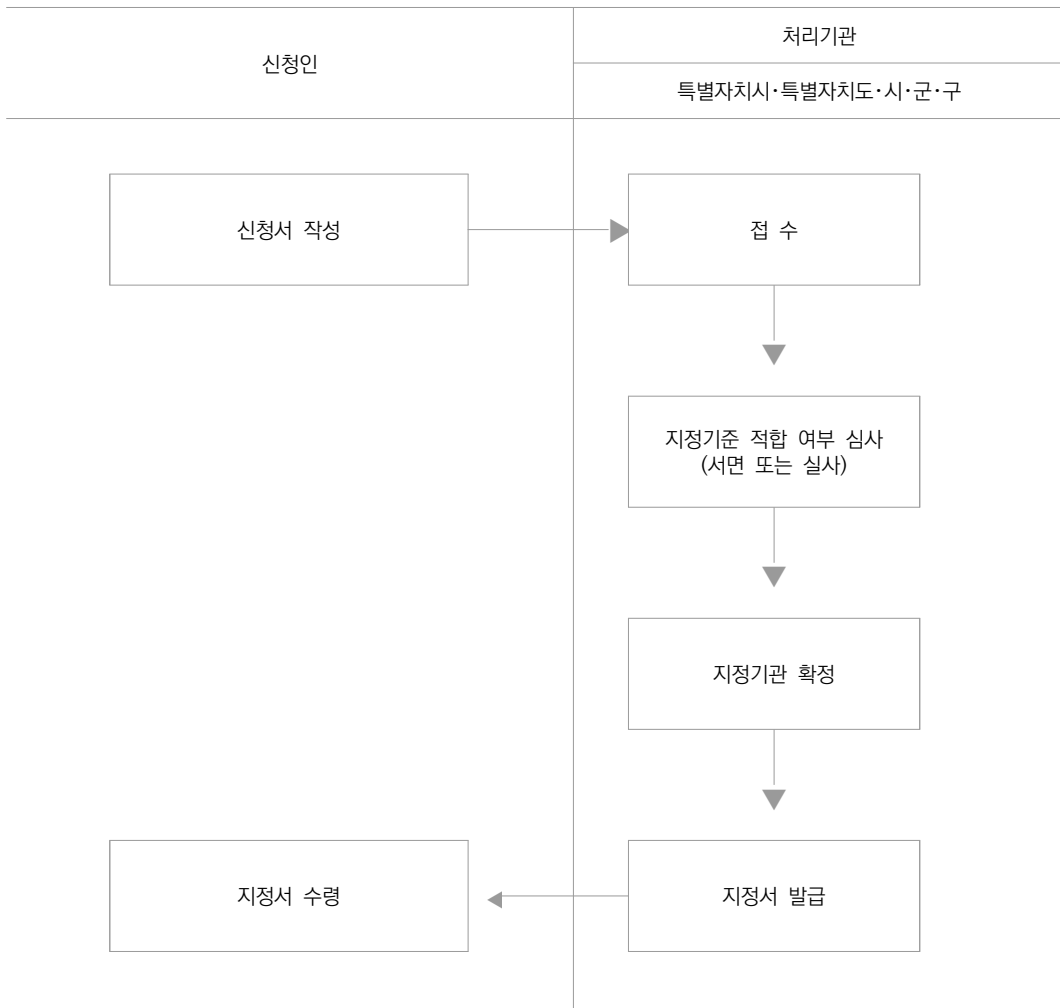 신청인
처리기관
특별자치시·특별자치도·시·군·구
신청서 작성
접 수
지정기준 적합 여부 심사
(서면 또는 실사)
지정기관 확정
지정서 수령
지정서 발급